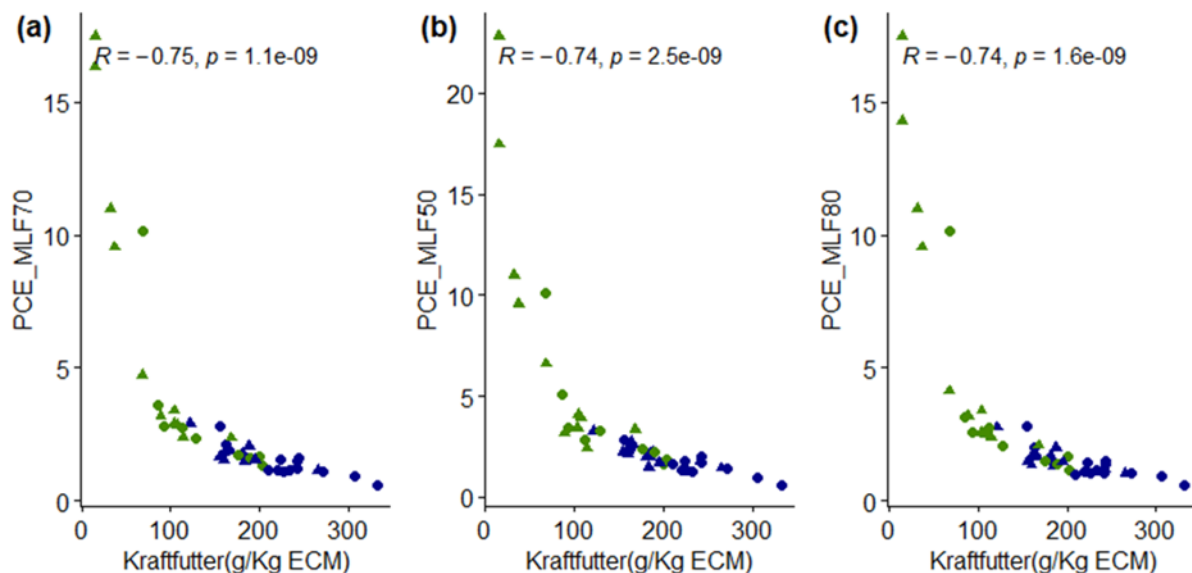 (a)
R = −0.75, p = 1.1e-09
15
10
5
0
PCE_MLF70
0 100 200 300
Kraftfutter(g/Kg ECM)
(b)
R = −0.74, p = 2.5e-09
20
15
10
5
0
PCE_MLF50
0 100 200 300
Kraftfutter(g/Kg ECM)
(c)
R = −0.74, p = 1.6e-09
15
10
5
0
PCE_MLF80
0 100 200 300
Kraftfutter(g/Kg ECM)